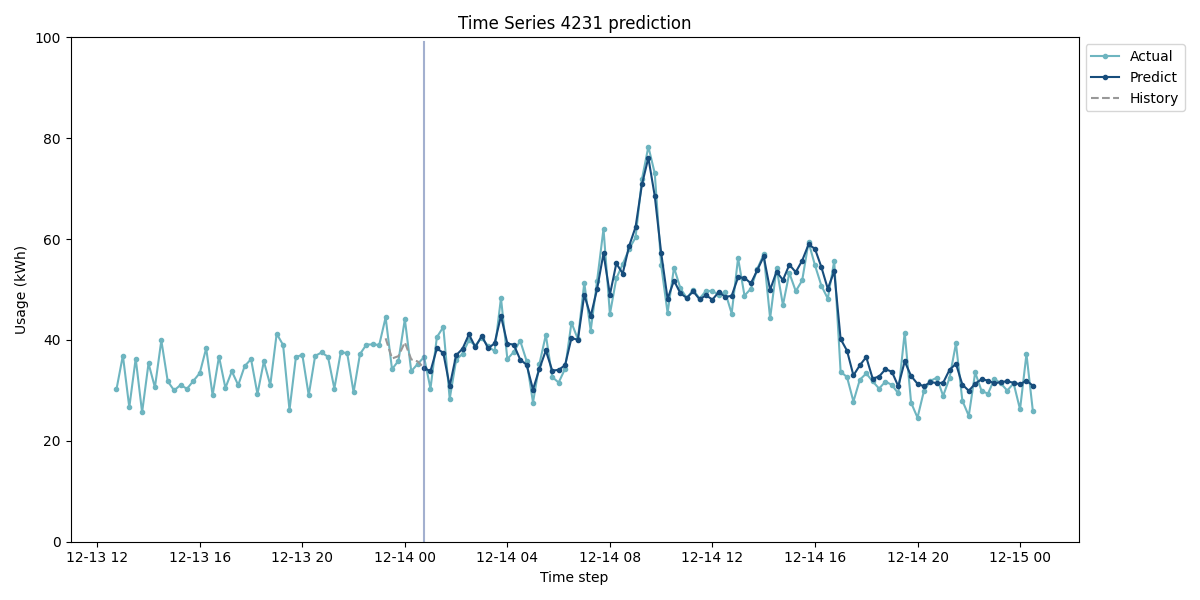 Time Series 4231 prediction
100
80
60
40
20
0
Usage (kWh)
12-13 12
12-13 16
12-13 20
12-14 00
12-14 04
12-14 08
12-14 12
12-14 16
12-14 20
12-15 00
Time step
Actual
Predict
History